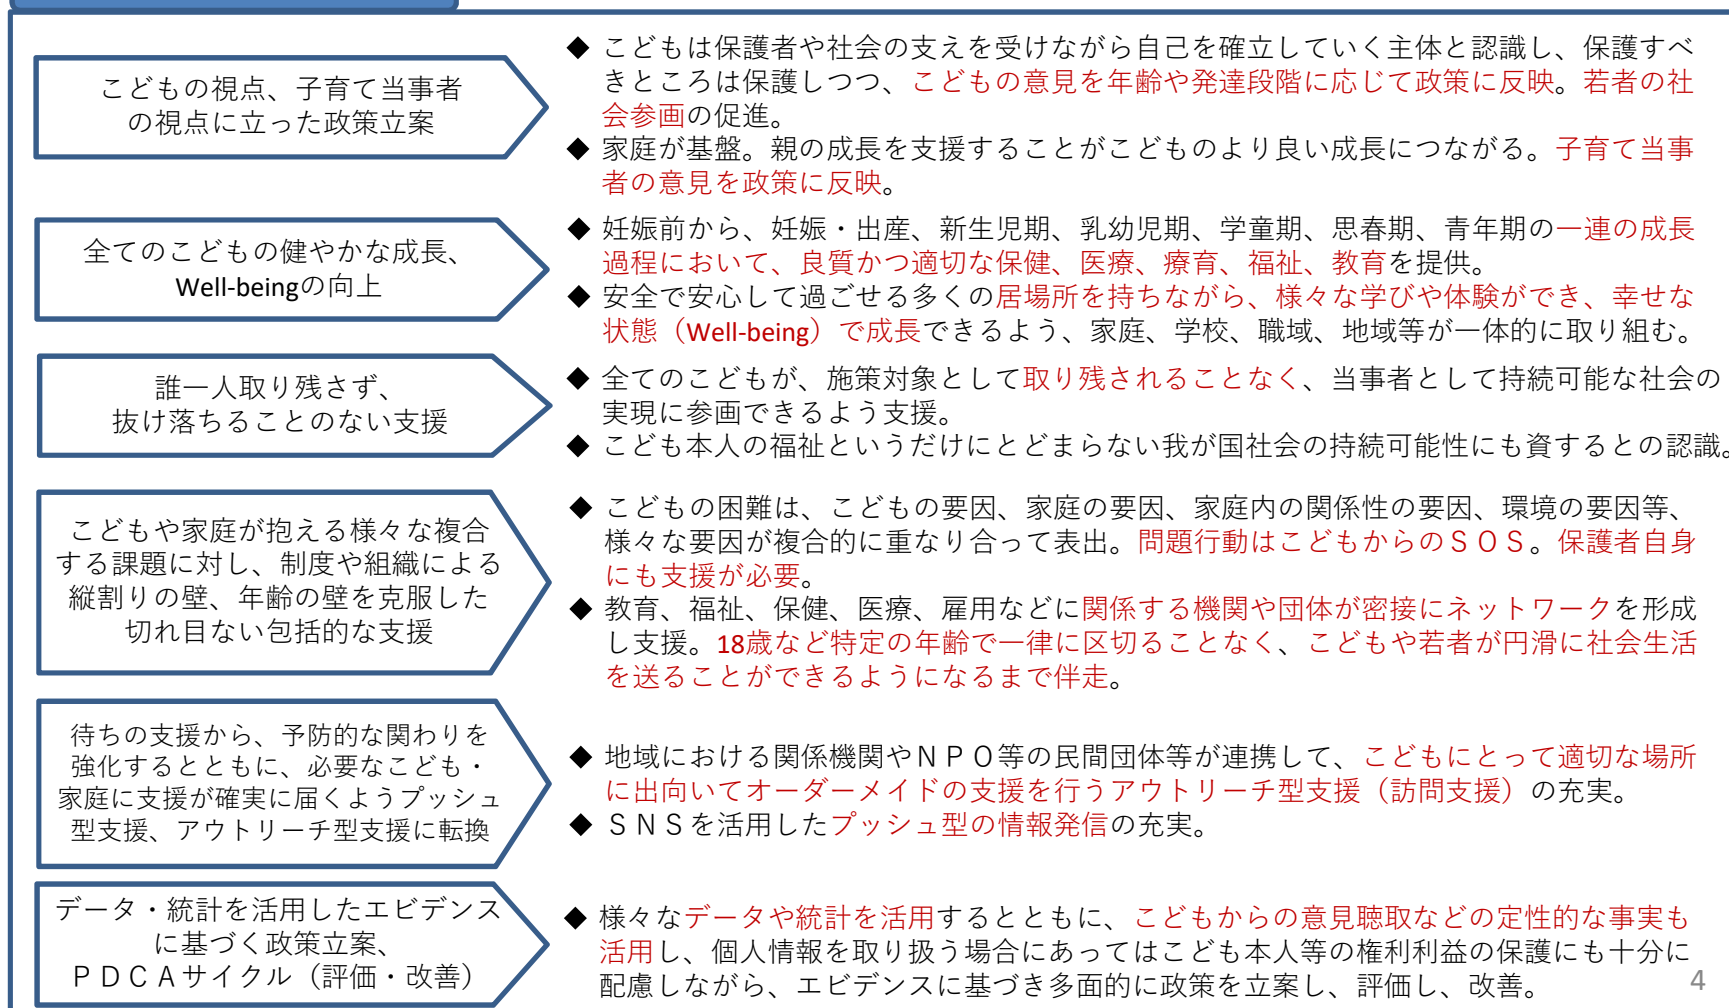 こどもの視点、子育て当事者
の視点に立った政策立案
◆ こどもは保護者や社会の支えを受けながら自己を確立していく主体と認識し、保護すべ
きところは保護しつつ、こどもの意見を年齢や発達段階に応じて政策に反映。若者の社
会参画の促進。
◆ 家庭が基盤。親の成長を支援することがこどものより良い成長につながる。子育て当事
者の意見を政策に反映。
全てのこどもの健やかな成長、
Well-beingの向上
◆ 妊娠前から、妊娠・出産、新生児期、乳幼児期、学童期、思春期、青年期の一連の成長
過程において、良質かつ適切な保健、医療、療育、福祉、教育を提供。
◆ 安全で安心して過ごせる多くの居場所を持ちながら、様々な学びや体験ができ、幸せな
状態（Well-being）で成長できるよう、家庭、学校、職域、地域等が一体的に取り組む。
誰一人取り残さず、
抜け落ちることのない支援
◆ 全てのこどもが、施策対象として取り残されることなく、当事者として持続可能な社会の
実現に参画できるよう支援。
◆ こども本人の福祉というだけにとどまらない我が国社会の持続可能性にも資するとの認識。
こどもや家庭が抱える様々な複合
する課題に対し、制度や組織による
縦割りの壁、年齢の壁を克服した
切れ目ない包括的な支援
◆ こどもの困難は、こどもの要因、家庭の要因、家庭内の関係性の要因、環境の要因等、
様々な要因が複合的に重なり合って表出。問題行動はこどもからのＳＯＳ。保護者自身
にも支援が必要。
◆ 教育、福祉、保健、医療、雇用などに関係する機関や団体が密接にネットワークを形成
し支援。18歳など特定の年齢で一律に区切ることなく、こどもや若者が円滑に社会生活
を送ることができるようになるまで伴走。
待ちの支援から、予防的な関わりを
強化するとともに、必要なこども・
家庭に支援が確実に届くようプッシュ
型支援、アウトリーチ型支援に転換
◆ 地域における関係機関やＮＰＯ等の民間団体等が連携して、こどもにとって適切な場所
に出向いてオーダーメイドの支援を行うアウトリーチ型支援（訪問支援）の充実。
◆ ＳＮＳを活用したプッシュ型の情報発信の充実。
データ・統計を活用したエビデンス
に基づく政策立案、
ＰＤＣＡサイクル（評価・改善）
◆ 様々なデータや統計を活用するとともに、こどもからの意見聴取などの定性的な事実も
活用し、個人情報を取り扱う場合にあってはこども本人等の権利利益の保護にも十分に
配慮しながら、エビデンスに基づき多面的に政策を立案し、評価し、改善。
4